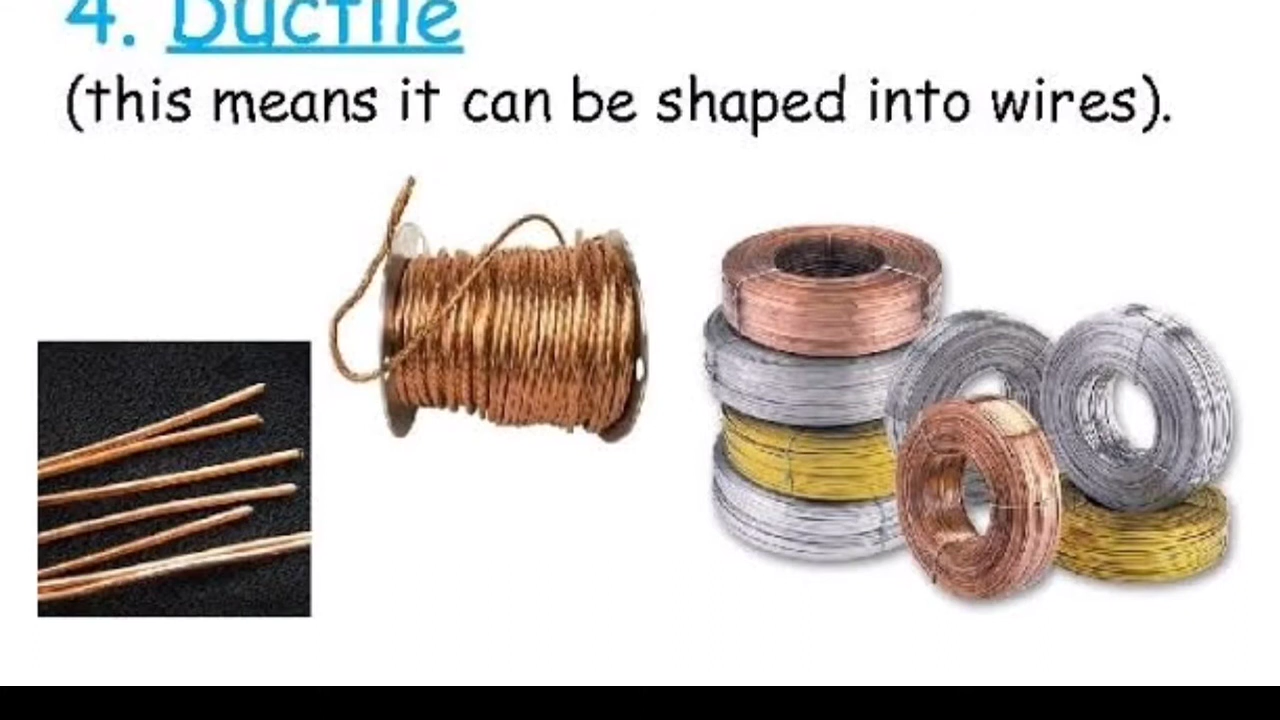 4. Ductile
(this means it can be shaped into wires).